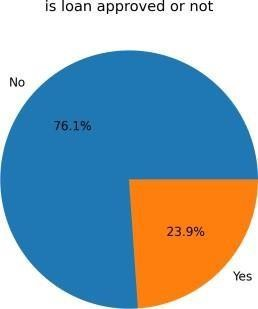 is loan approved or not
No
76.1%
23.9%
Yes